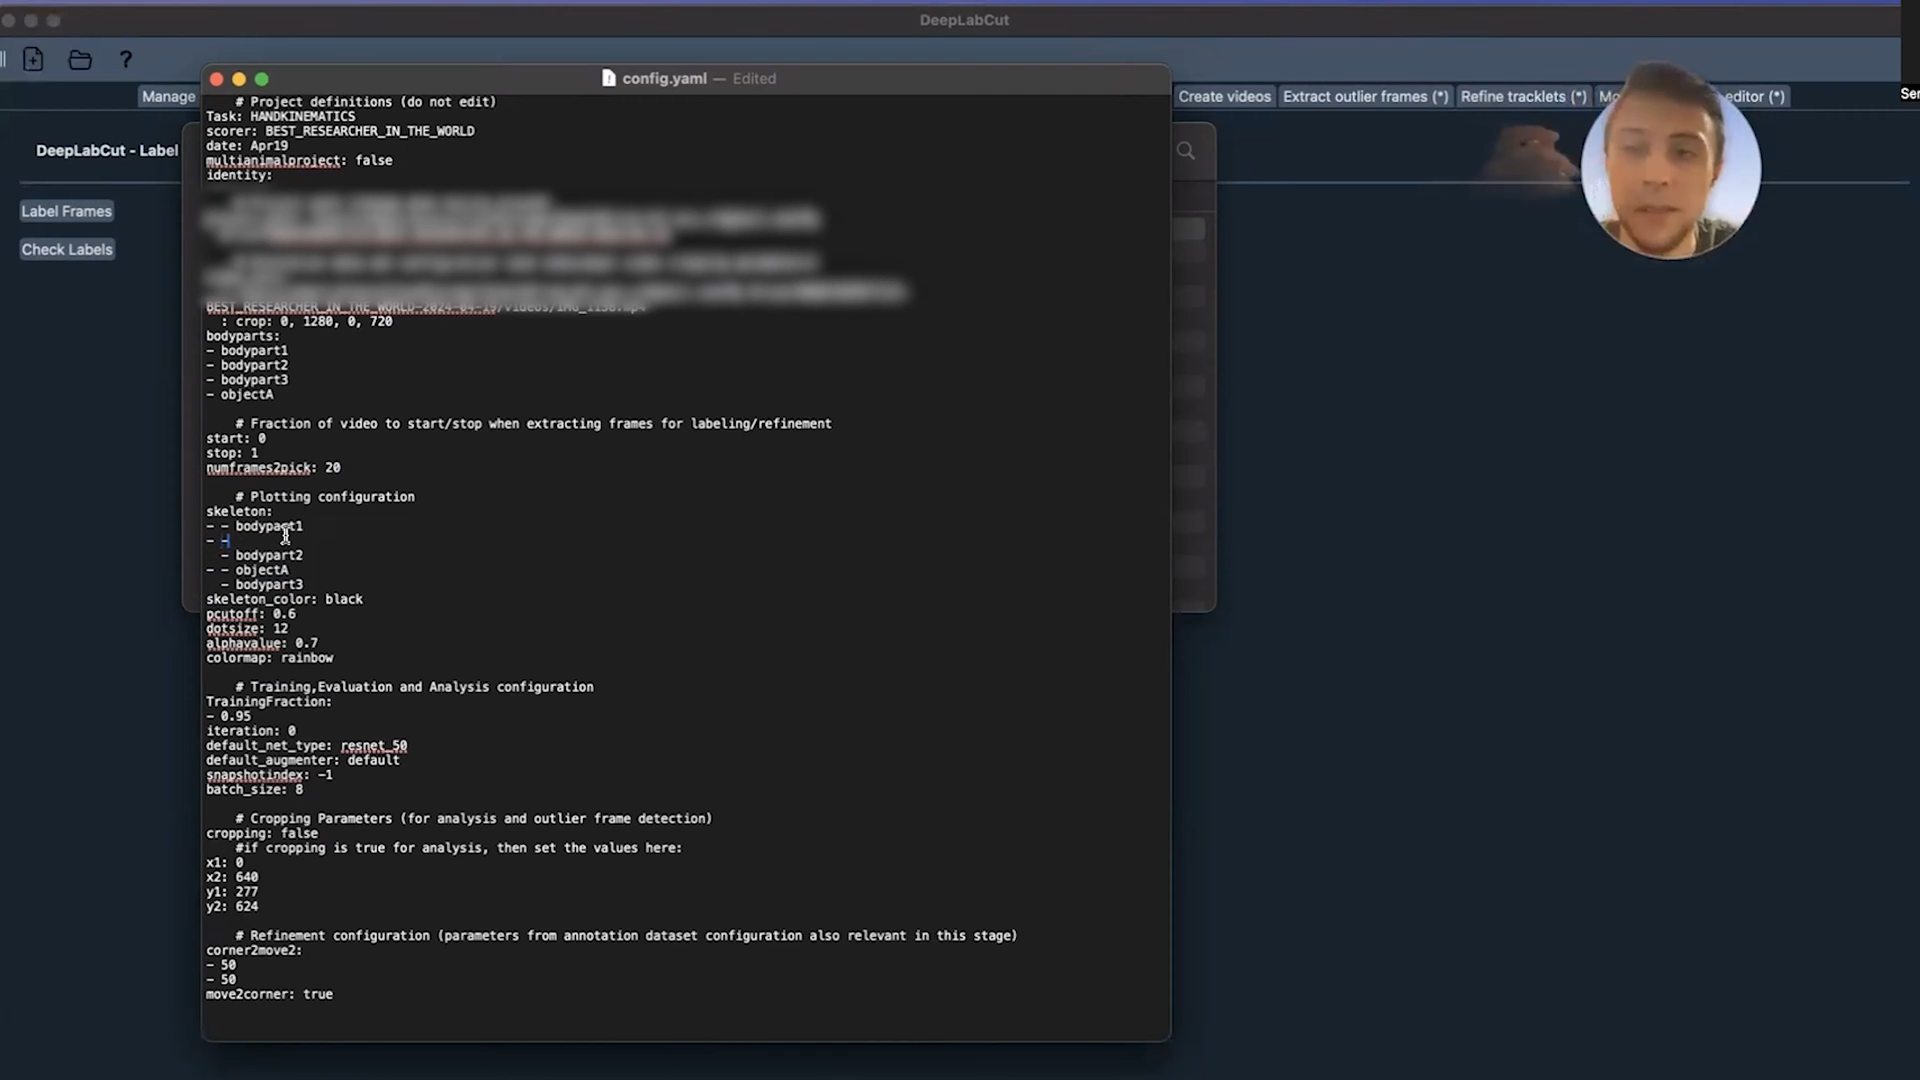 DeepLabCut
?
config.yaml — Edited
Manage
Create videos
Extract outlier frames (*)
Refine tracklets (*)
editor (*)
DeepLabCut - Label
Label Frames
Check Labels
# Project definitions (do not edit)
Task: HANDKINEMATICS
scorer: BEST_RESEARCHER_IN_THE_WORLD
date: Apr19
multianimalproject: false
identity:
BEST_RESEARCHER_IN_THE_WORLD-2024-04-19/videos/IMG_1158.mp4
: crop: 0, 1280, 0, 720
bodyparts:
- bodypart1
- bodypart2
- bodypart3
- objectA
# Fraction of video to start/stop when extracting frames for labeling/refinement
start: 0
stop: 1
numframes2pick: 20
# Plotting configuration
skeleton:
- - bodypart1
- -
- bodypart2
- - objectA
- bodypart3
skeleton_color: black
pcutoff: 0.6
dotsize: 12
alphavalue: 0.7
colormap: rainbow
# Training,Evaluation and Analysis configuration
TrainingFraction:
- 0.95
iteration: 0
default_net_type: resnet_50
default_augmenter: default
snapshotindex: -1
batch_size: 8
# Cropping Parameters (for analysis and outlier frame detection)
cropping: false
#if cropping is true for analysis, then set the values here:
x1: 0
x2: 640
y1: 277
y2: 624
# Refinement configuration (parameters from annotation dataset configuration also relevant in this stage)
corner2move2:
- 50
- 50
move2corner: true